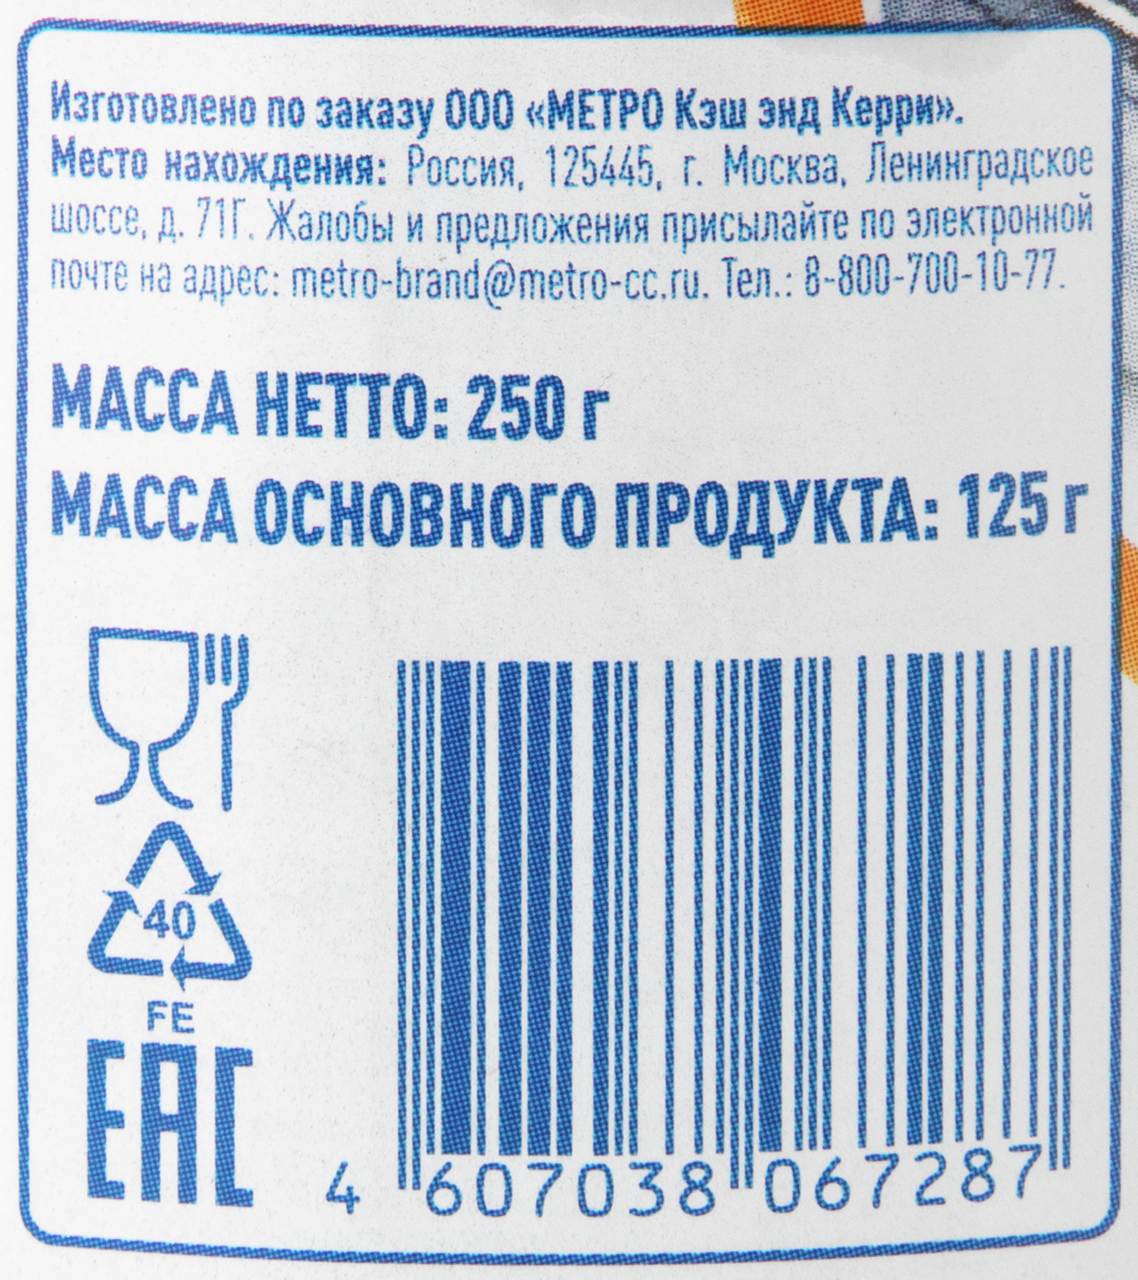 Изготовлено по заказу ООО «МЕТРО Кэш энд Керри».
Место нахождения: Россия, 125445, г. Москва, Ленинградское
шоссе, д. 71Г. Жалобы и предложения присылайте по электронной
почте на адрес: metro-brand@metro-cc.ru. Тел.: 8-800-700-10-77.
МАССА НЕТТО: 250 г
МАССА ОСНОВНОГО ПРОДУКТА: 125 г
40
FE
EAC
4 607038 067287